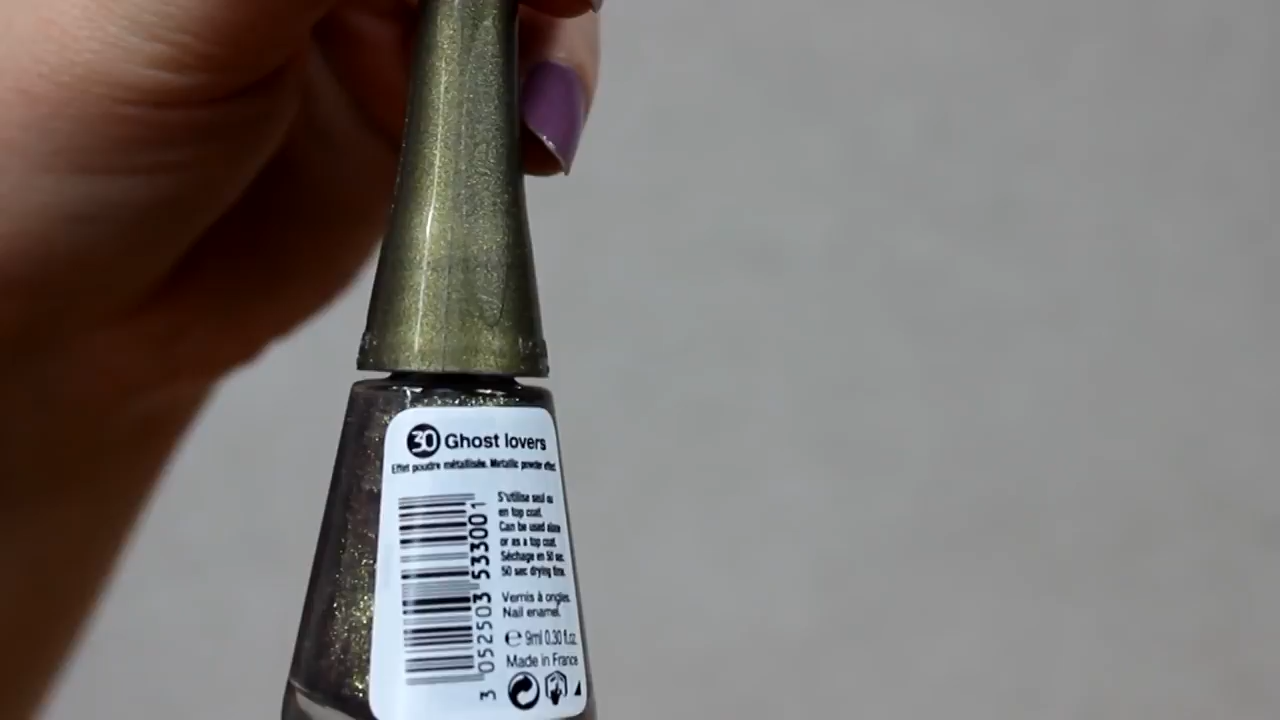 30 Ghost lovers
Effet poudre métallisée. Metallic powder effect
S'utilise seul ou
en top coat.
Can be used alone
or as a top coat.
Séchage en 50 sec.
50 sec drying time.
Vernis à ongles.
Nail enamel.
e 9ml 0.30 fl.oz.
Made in France
3 052503 533001